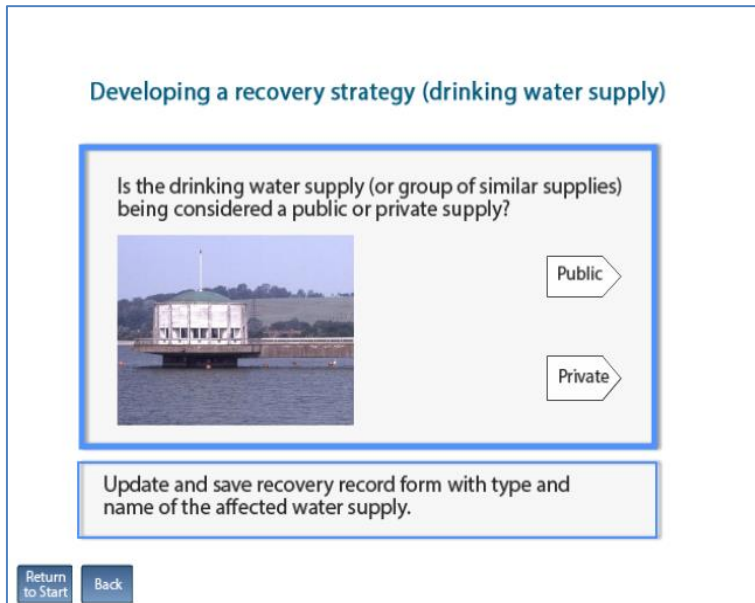 Developing a recovery strategy (drinking water supply)
Is the drinking water supply (or group of similar supplies)
being considered a public or private supply?
Public
Private
Update and save recovery record form with type and
name of the affected water supply.
Return
to Start
Back